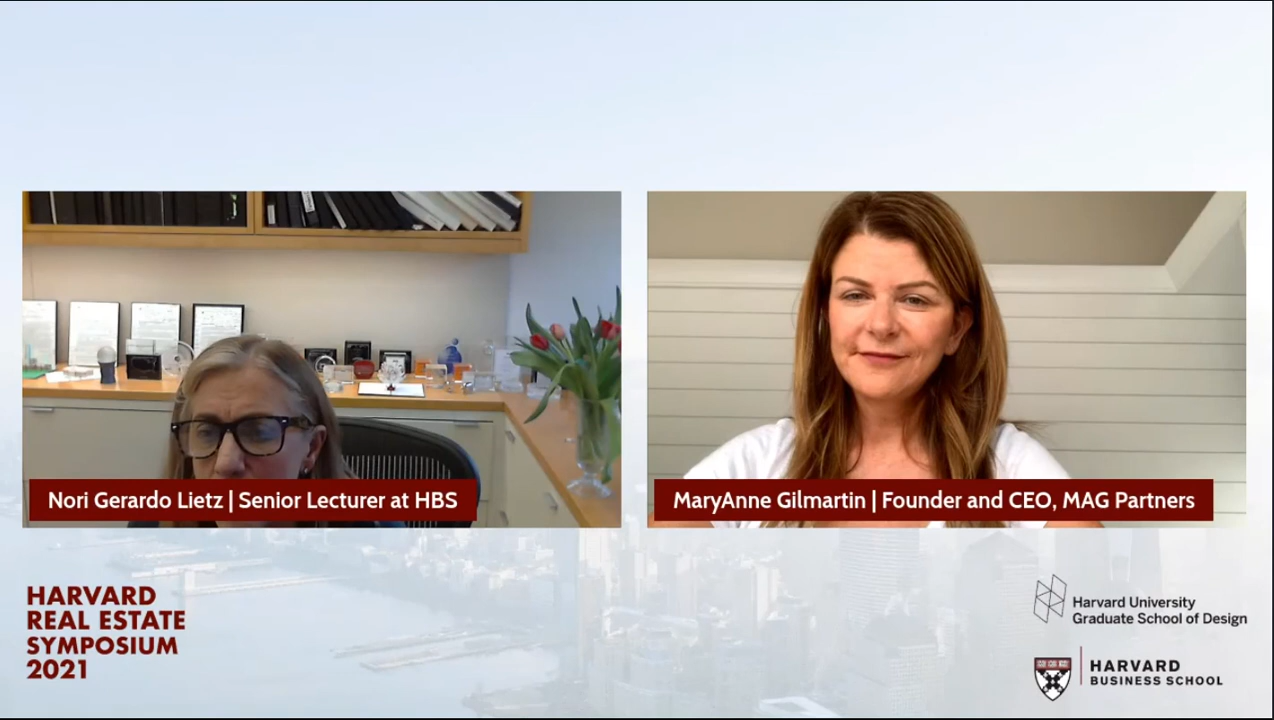 Nori Gerardo Lietz | Senior Lecturer at HBS
MaryAnne Gilmartin | Founder and CEO, MAG Partners
HARVARD
REAL ESTATE
SYMPOSIUM
2021
Harvard University
Graduate School of Design
HARVARD
BUSINESS SCHOOL